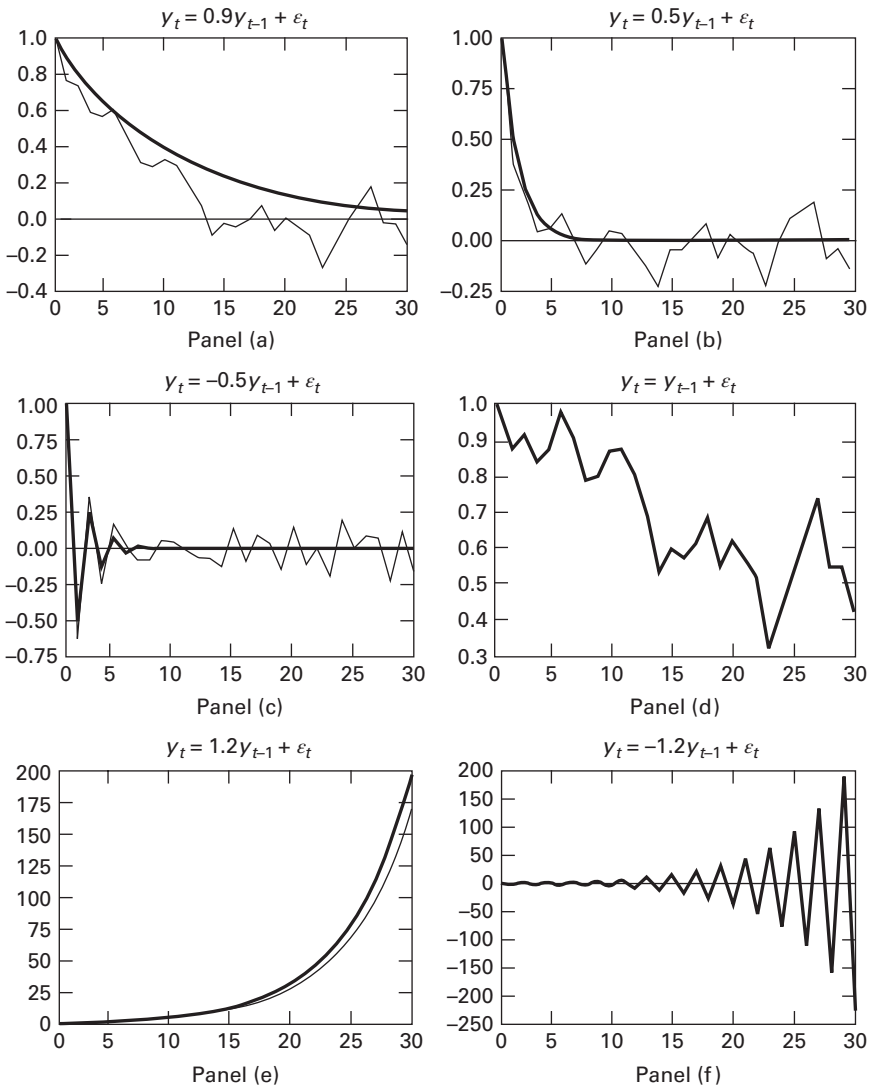 y_t = 0.9y_{t–1} + ε_t
1.0
0.8
0.6
0.4
0.2
0.0
–0.2
–0.4
0 5 10 15 20 25 30
Panel (a)
y_t = 0.5y_{t–1} + ε_t
1.00
0.75
0.50
0.25
0.00
–0.25
0 5 10 15 20 25 30
Panel (b)
y_t = –0.5y_{t–1} + ε_t
1.00
0.75
0.50
0.25
0.00
–0.25
–0.50
–0.75
0 5 10 15 20 25 30
Panel (c)
y_t = y_{t–1} + ε_t
1.0
0.9
0.8
0.7
0.6
0.5
0.4
0.3
0 5 10 15 20 25 30
Panel (d)
y_t = 1.2y_{t–1} + ε_t
200
175
150
125
100
75
50
25
0
0 5 10 15 20 25 30
Panel (e)
y_t = –1.2y_{t–1} + ε_t
200
150
100
50
0
–50
–100
–150
–200
–250
0 5 10 15 20 25 30
Panel (f)